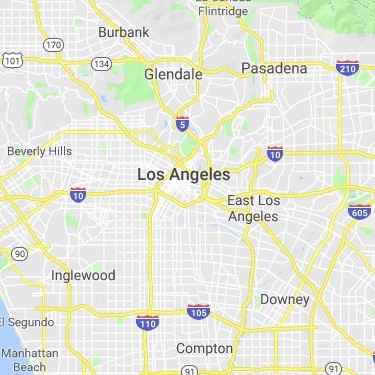 Flintridge
Burbank
170
101
134
Glendale
Pasadena
210
5
Beverly Hills
10
Los Angeles
10
East Los
Angeles
605
90
Inglewood
Downey
El Segundo
110
105
Manhattan
Beach
Compton
91
91